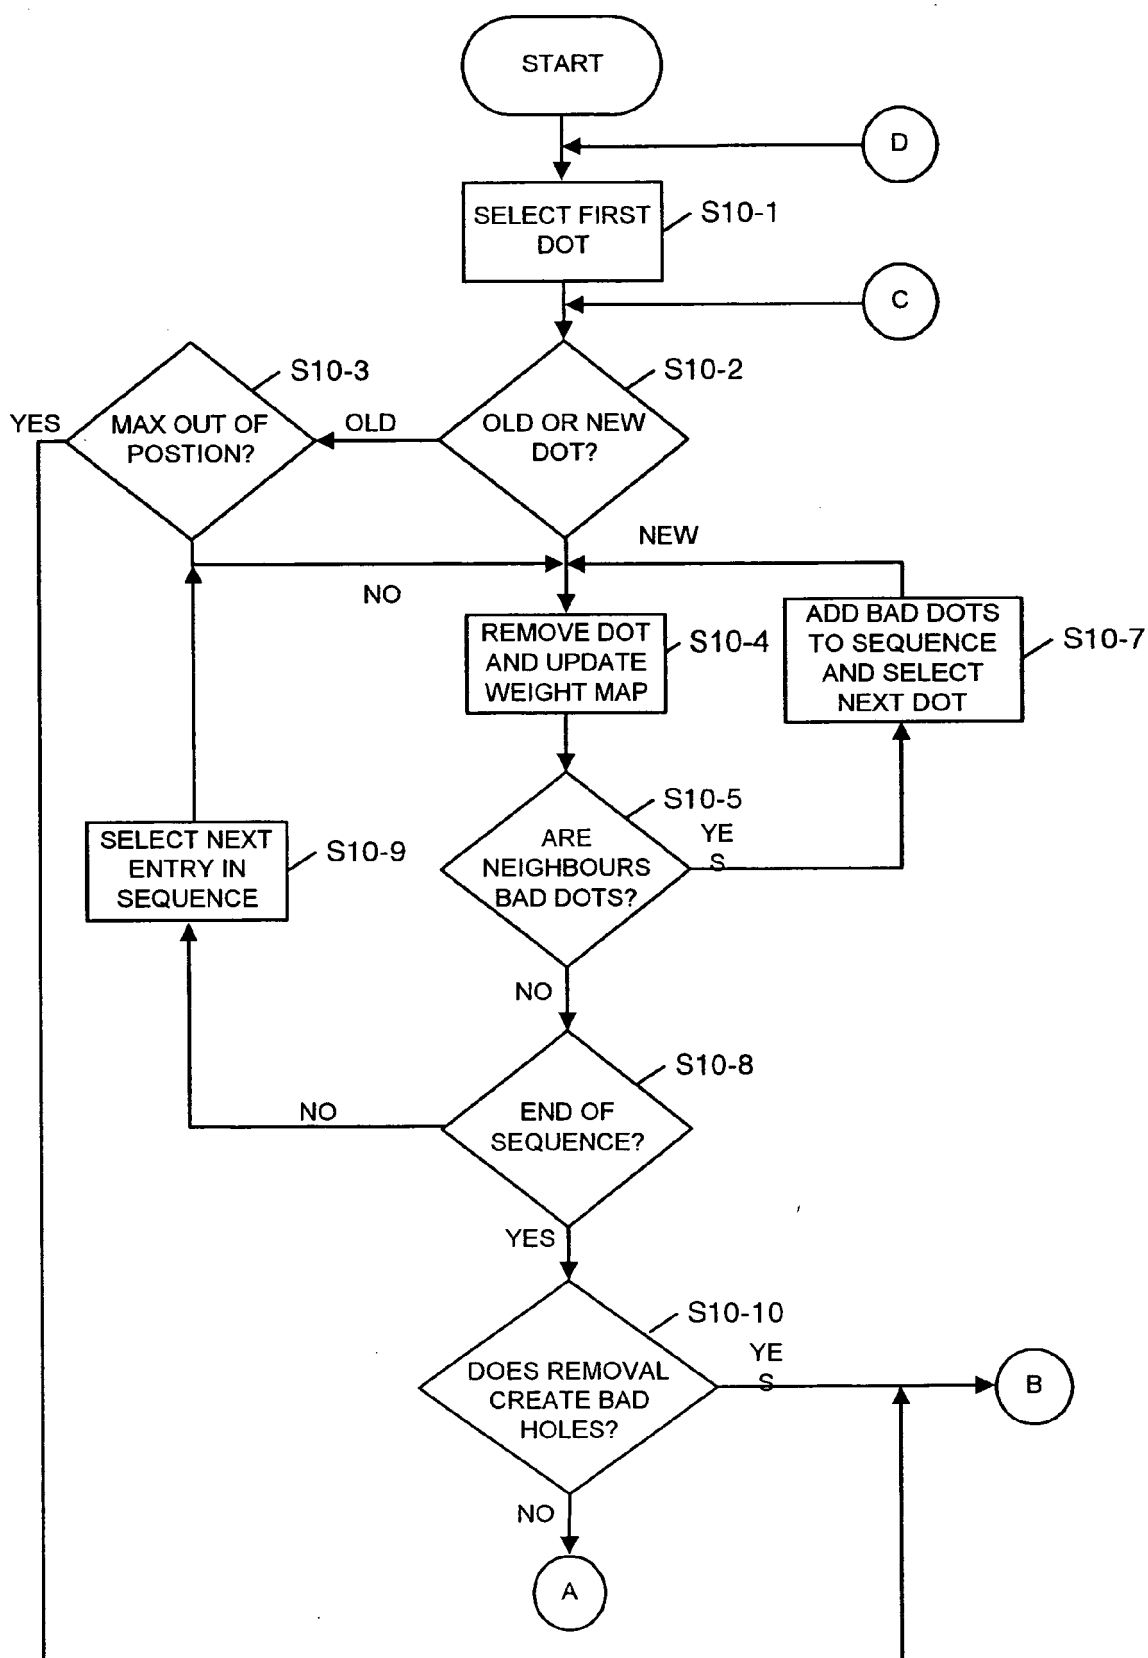 START
D
SELECT FIRST
DOT
S10-1
C
S10-3
S10-2
YES
MAX OUT OF
POSTION?
OLD
OLD OR NEW
DOT?
NEW
NO
REMOVE DOT
AND UPDATE
WEIGHT MAP
S10-4
ADD BAD DOTS
TO SEQUENCE
AND SELECT
NEXT DOT
S10-7
S10-5
YE
S
ARE
NEIGHBOURS
BAD DOTS?
SELECT NEXT
ENTRY IN
SEQUENCE
S10-9
NO
S10-8
NO
END OF
SEQUENCE?
YES
S10-10
YE
S
DOES REMOVAL
CREATE BAD
HOLES?
B
NO
A